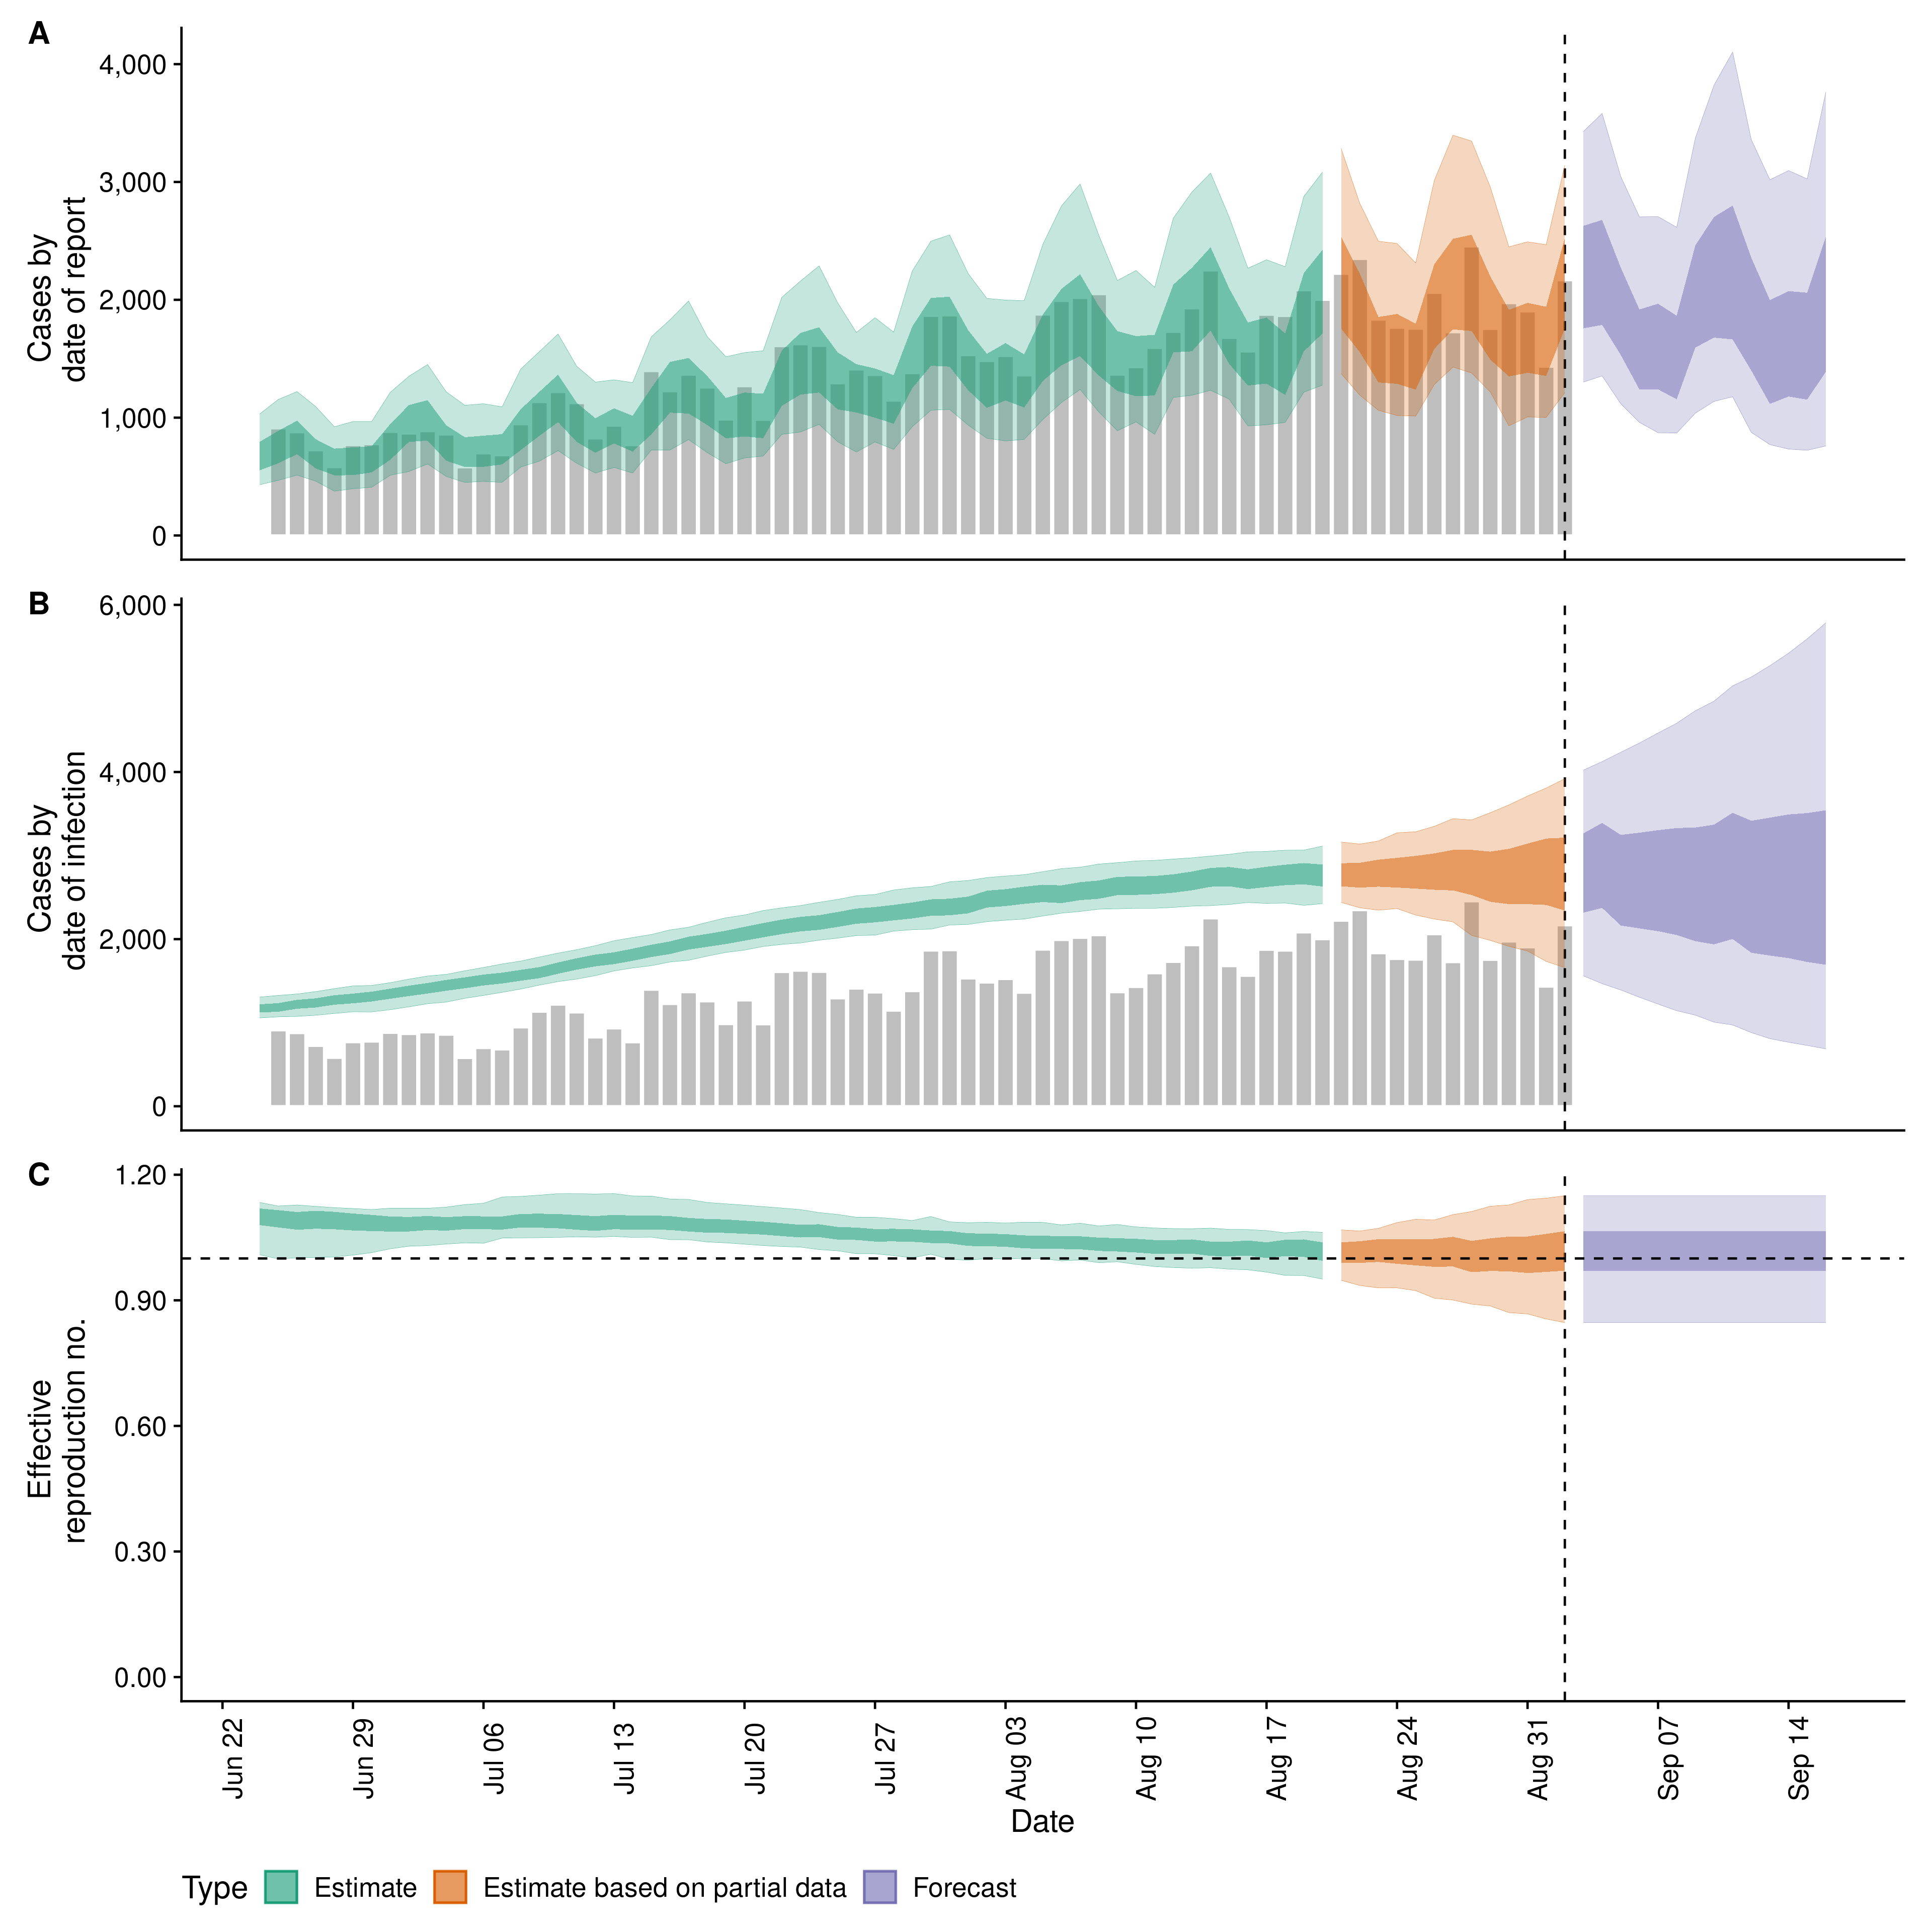 A
4,000
3,000
2,000
1,000
0
Cases by
date of report
B
6,000
4,000
2,000
0
Cases by
date of infection
C
1.20
0.90
0.60
0.30
0.00
Effective
reproduction no.
Jun 22
Jun 29
Jul 06
Jul 13
Jul 20
Jul 27
Aug 03
Aug 10
Aug 17
Aug 24
Aug 31
Sep 07
Sep 14
Date
Type Estimate Estimate based on partial data Forecast